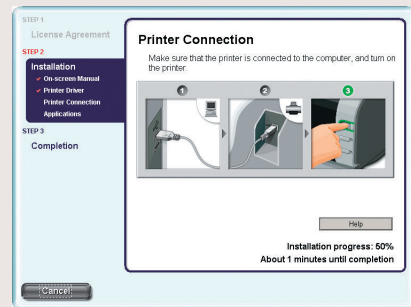 STEP 1
License Agreement
STEP 2
Installation
On-screen Manual
Printer Driver
Printer Connection
Applications
STEP 3
Completion
Printer Connection
Make sure that the printer is connected to the computer, and turn on
the printer.
1 2 3
Help
Installation progress: 50%
About 1 minutes until completion
Cancel